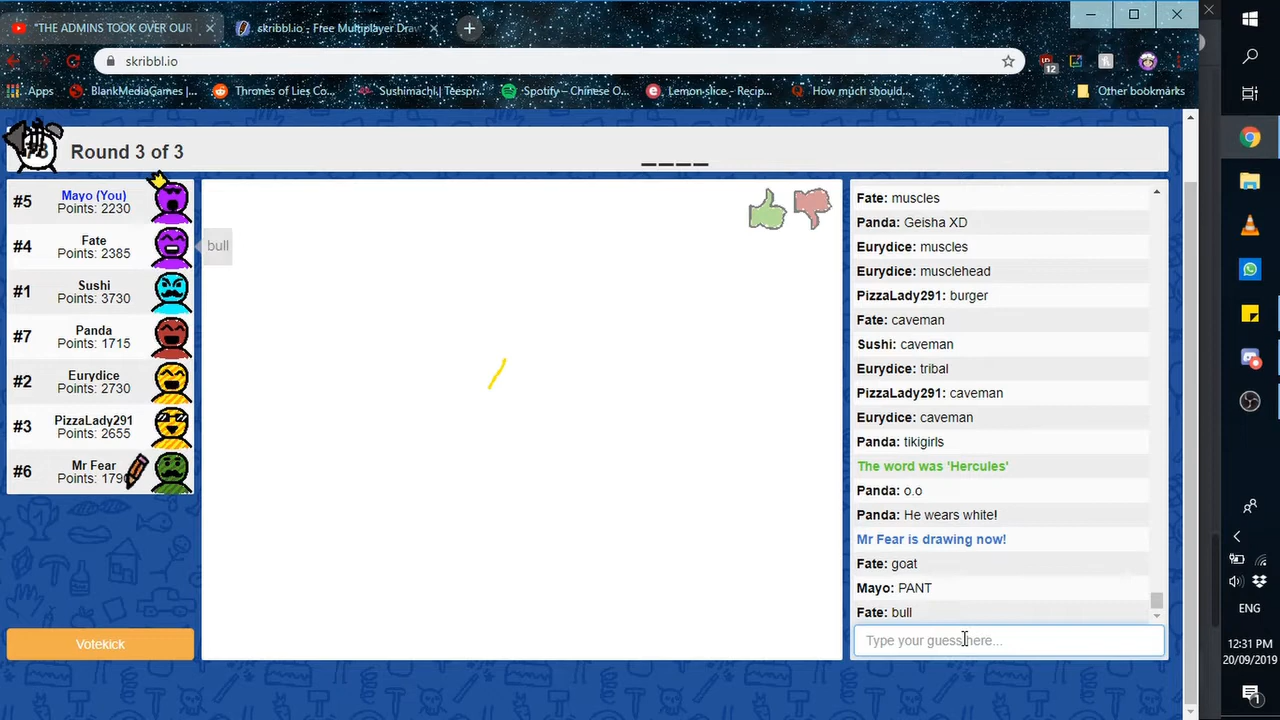 "THE ADMINS TOOK OVER OUR
skribbl.io - Free Multiplayer Draw
skribbl.io
12
Apps
BlankMediaGames |...
Thrones of Lies Co...
Sushimachi | Teespr...
Spotify – Chinese O...
Lemon slice - Recip...
How much should...
Other bookmarks
Round 3 of 3
____
#5
Mayo (You)
Points: 2230
#4
Fate
Points: 2385
bull
#1
Sushi
Points: 3730
#7
Panda
Points: 1715
#2
Eurydice
Points: 2730
#3
PizzaLady291
Points: 2655
#6
Mr Fear
Points: 1790
Votekick
Fate: muscles
Panda: Geisha XD
Eurydice: muscles
Eurydice: musclehead
PizzaLady291: burger
Fate: caveman
Sushi: caveman
Eurydice: tribal
PizzaLady291: caveman
Eurydice: caveman
Panda: tikigirls
The word was 'Hercules'
Panda: o.o
Panda: He wears white!
Mr Fear is drawing now!
Fate: goat
Mayo: PANT
Fate: bull
Type your guess here...
ENG
12:31 PM
20/09/2019
1